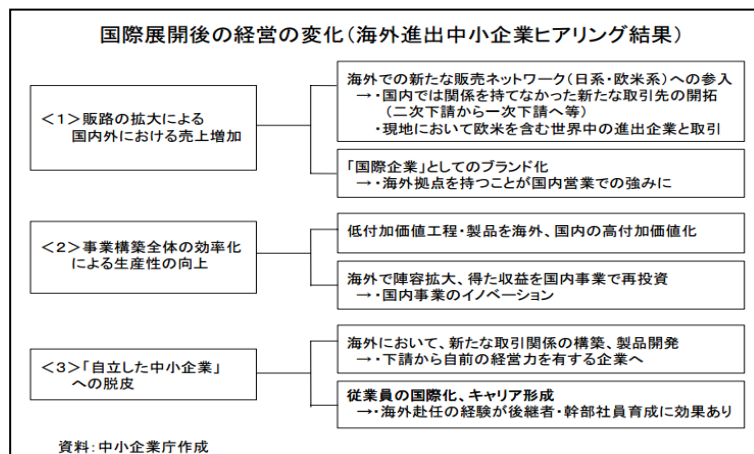 国際展開後の経営の変化(海外進出中小企業ヒアリング結果)
<1>販路の拡大による
国内外における売上増加
海外での新たな販売ネットワーク(日系・欧米系)への参入
→・国内では関係を持てなかった新たな取引先の開拓
(二次下請から一次下請へ等)
・現地において欧米を含む世界中の進出企業と取引
「国際企業」としてのブランド化
→・海外拠点を持つことが国内営業での強みに
<2>事業構築全体の効率化
による生産性の向上
低付加価値工程・製品を海外、国内の高付加価値化
海外で陣容拡大、得た収益を国内事業で再投資
→・国内事業のイノベーション
<3>「自立した中小企業」
への脱皮
海外において、新たな取引関係の構築、製品開発
→・下請から自前の経営力を有する企業へ
従業員の国際化、キャリア形成
→・海外赴任の経験が後継者・幹部社員育成に効果あり
資料:中小企業庁作成